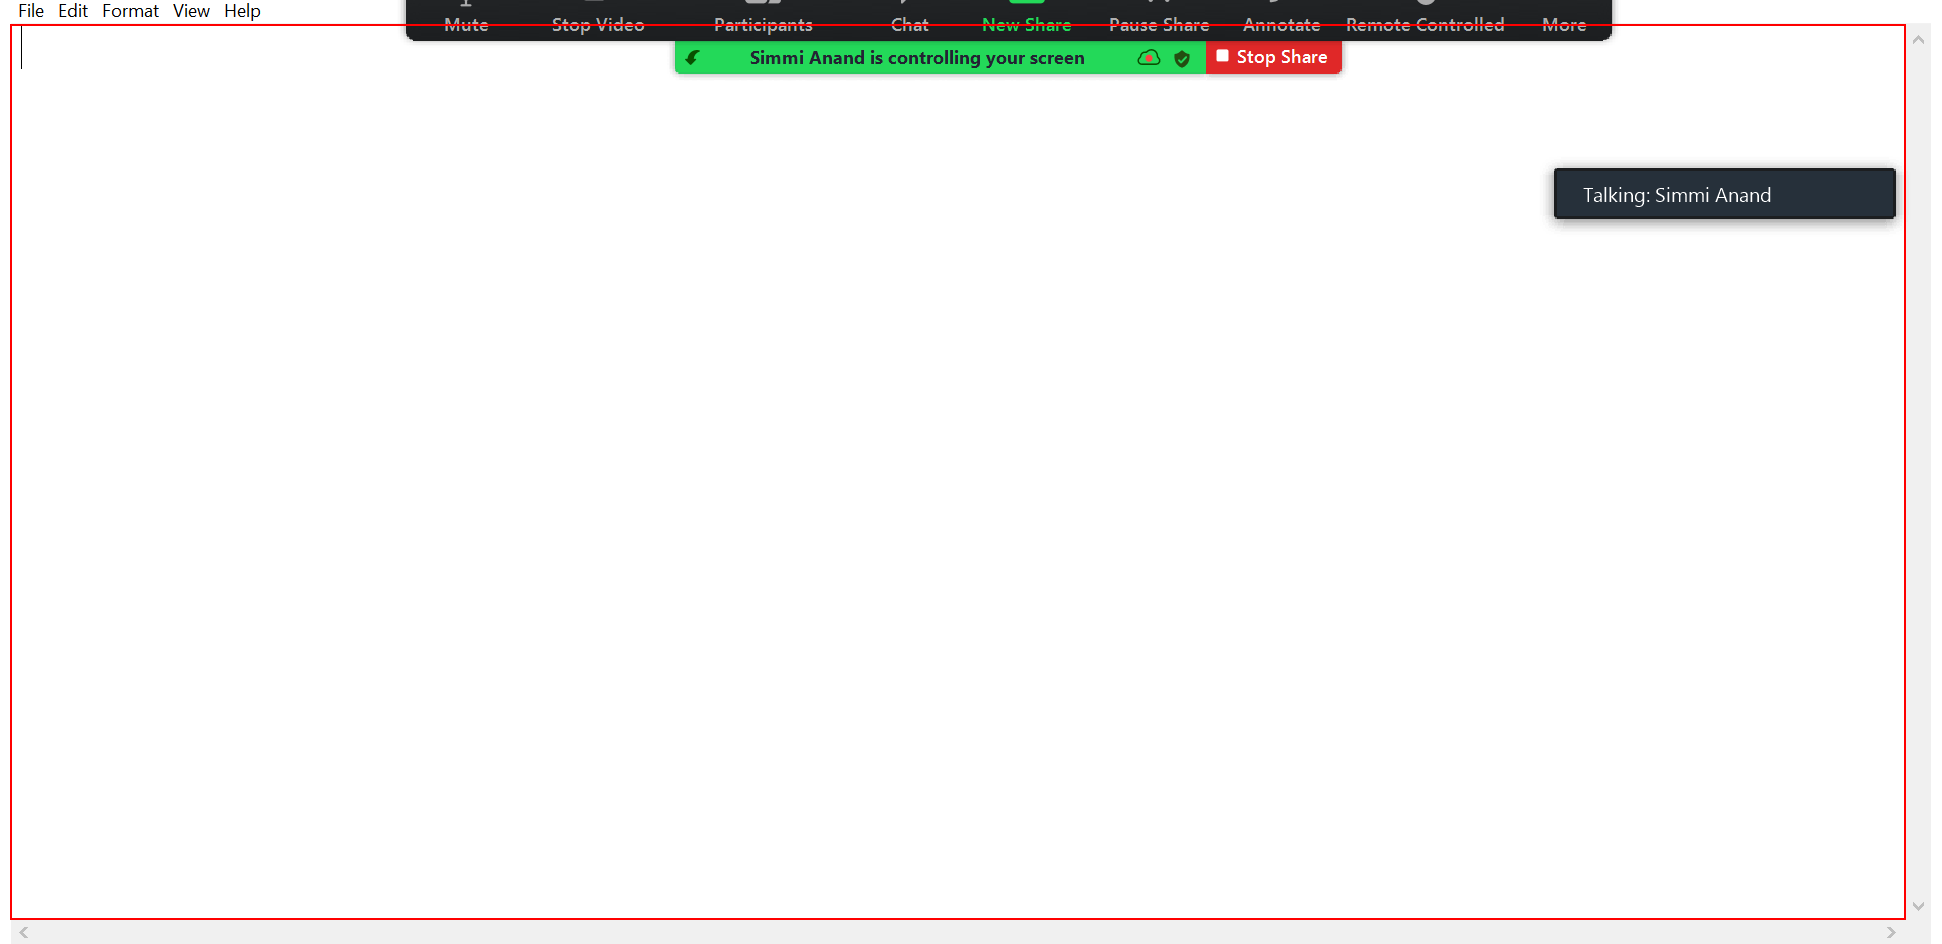 File Edit Format View Help
Mute Stop Video Participants Chat New Share Pause Share Annotate Remote Controlled More
Simmi Anand is controlling your screen Stop Share
Talking: Simmi Anand